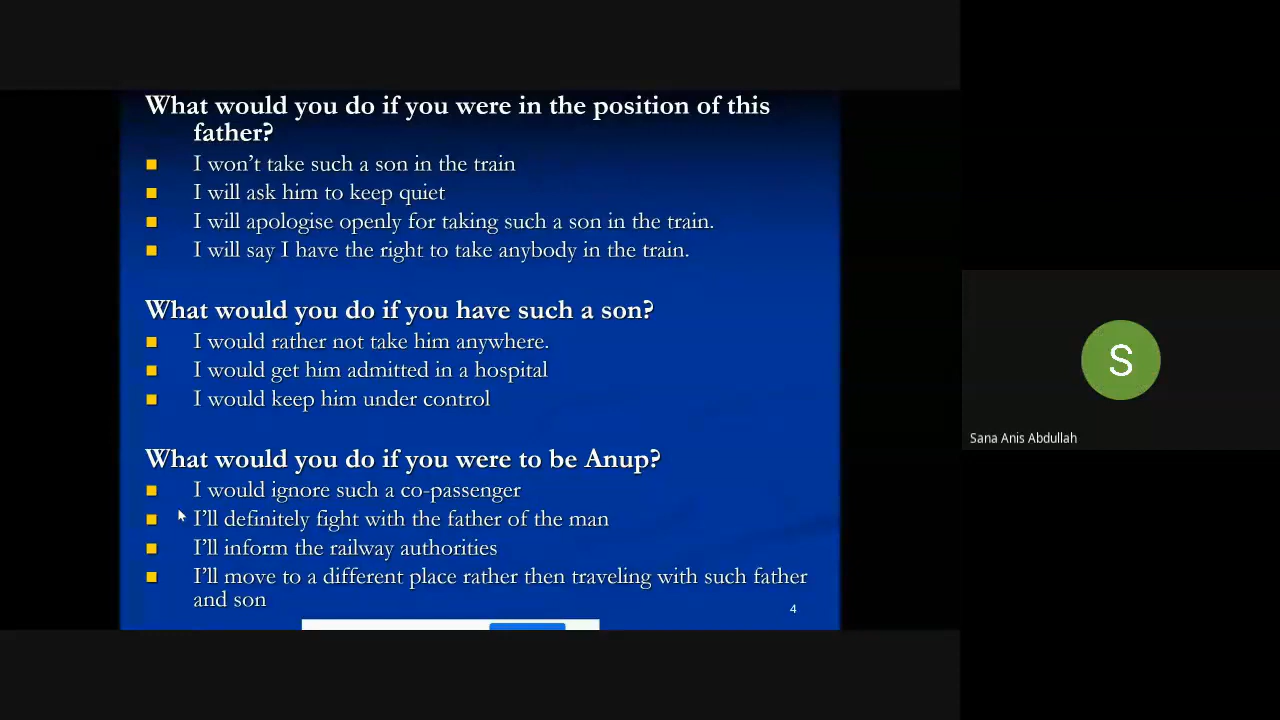 What would you do if you were in the position of this
father?
I won't take such a son in the train
I will ask him to keep quiet
I will apologise openly for taking such a son in the train.
I will say I have the right to take anybody in the train.
What would you do if you have such a son?
I would rather not take him anywhere.
I would get him admitted in a hospital
I would keep him under control
What would you do if you were to be Anup?
I would ignore such a co-passenger
I'll definitely fight with the father of the man
I'll inform the railway authorities
I'll move to a different place rather then traveling with such father
and son
4
S
Sana Anis Abdullah